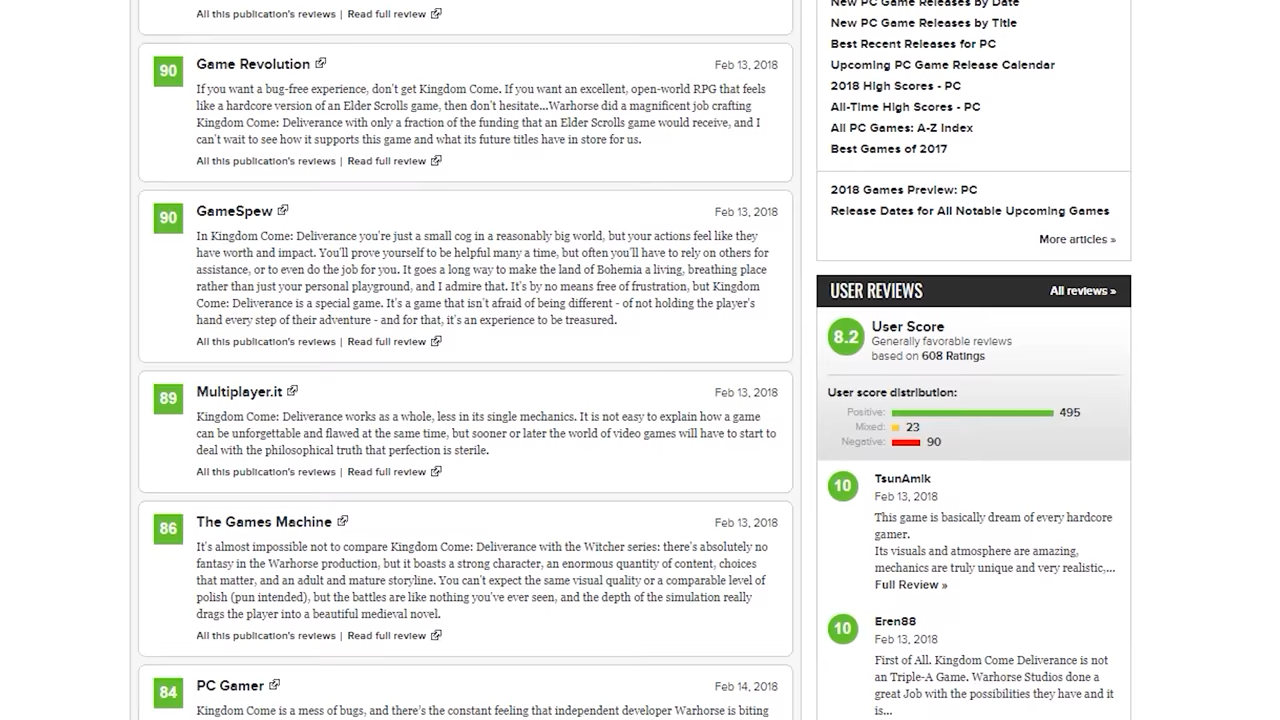 All this publication's reviews | Read full review
90
Game Revolution
Feb 13, 2018
If you want a bug-free experience, don't get Kingdom Come. If you want an excellent, open-world RPG that feels
like a hardcore version of an Elder Scrolls game, then don't hesitate...Warhorse did a magnificent job crafting
Kingdom Come: Deliverance with only a fraction of the funding that an Elder Scrolls game would receive, and I
can't wait to see how it supports this game and what its future titles have in store for us.
All this publication's reviews | Read full review
90
GameSpew
Feb 13, 2018
In Kingdom Come: Deliverance you're just a small cog in a reasonably big world, but your actions feel like they
have worth and impact. You'll prove yourself to be helpful many a time, but often you'll have to rely on others for
assistance, or to even do the job for you. It goes a long way to make the land of Bohemia a living, breathing place
rather than just your personal playground, and I admire that. It's by no means free of frustration, but Kingdom
Come: Deliverance is a special game. It's a game that isn't afraid of being different - of not holding the player's
hand every step of their adventure - and for that, it's an experience to be treasured.
All this publication's reviews | Read full review
89
Multiplayer.it
Feb 13, 2018
Kingdom Come: Deliverance works as a whole, less in its single mechanics. It is not easy to explain how a game
can be unforgettable and flawed at the same time, but sooner or later the world of video games will have to start to
deal with the philosophical truth that perfection is sterile.
All this publication's reviews | Read full review
86
The Games Machine
Feb 13, 2018
It's almost impossible not to compare Kingdom Come: Deliverance with the Witcher series: there's absolutely no
fantasy in the Warhorse production, but it boasts a strong character, an enormous quantity of content, choices
that matter, and an adult and mature storyline. You can't expect the same visual quality or a comparable level of
polish (pun intended), but the battles are like nothing you've ever seen, and the depth of the simulation really
drags the player into a beautiful medieval novel.
All this publication's reviews | Read full review
84
PC Gamer
Feb 14, 2018
Kingdom Come is a mess of bugs, and there's the constant feeling that independent developer Warhorse is biting
New PC Game Releases by Date
New PC Game Releases by Title
Best Recent Releases for PC
Upcoming PC Game Release Calendar
2018 High Scores - PC
All-Time High Scores - PC
All PC Games: A-Z Index
Best Games of 2017
2018 Games Preview: PC
Release Dates for All Notable Upcoming Games
More articles »
USER REVIEWS
All reviews »
8.2
User Score
Generally favorable reviews
based on 608 Ratings
User score distribution:
Positive: 495
Mixed: 23
Negative: 90
10
TsunAmIk
Feb 13, 2018
This game is basically dream of every hardcore
gamer.
Its visuals and atmosphere are amazing,
mechanics are truly unique and very realistic,...
Full Review »
10
Eren88
Feb 13, 2018
First of All. Kingdom Come Deliverance is not
an Triple-A Game. Warhorse Studios done a
great Job with the possibilities they have and it
is...